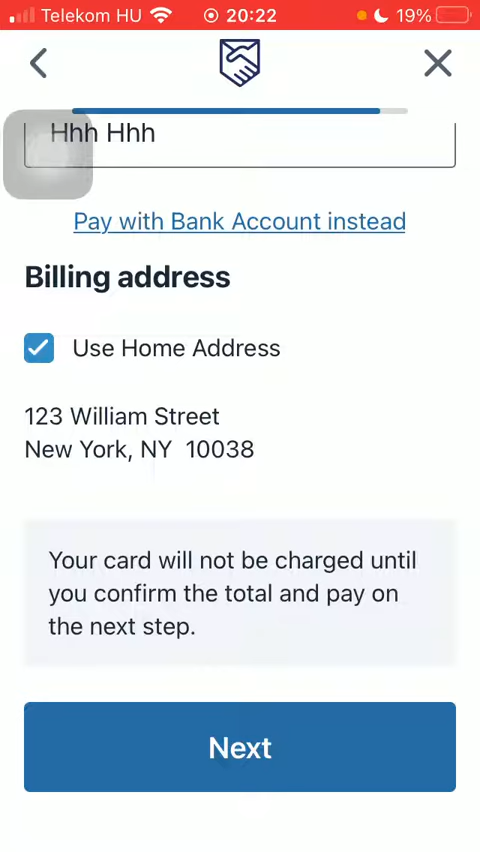 Telekom HU 20:22 19%
Hhh Hhh
Pay with Bank Account instead
Billing address
Use Home Address
123 William Street
New York, NY 10038
Your card will not be charged until
you confirm the total and pay on
the next step.
Next